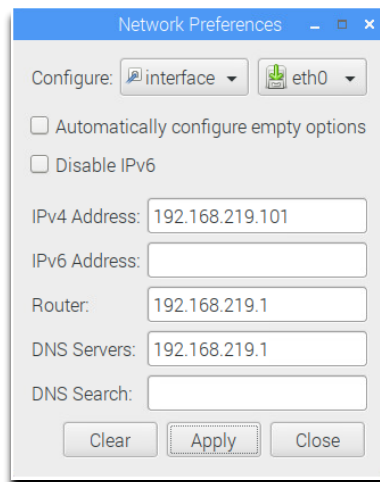 Network Preferences
Configure: interface eth0
Automatically configure empty options
Disable IPv6
IPv4 Address: 192.168.219.101
IPv6 Address:
Router: 192.168.219.1
DNS Servers: 192.168.219.1
DNS Search:
Clear Apply Close